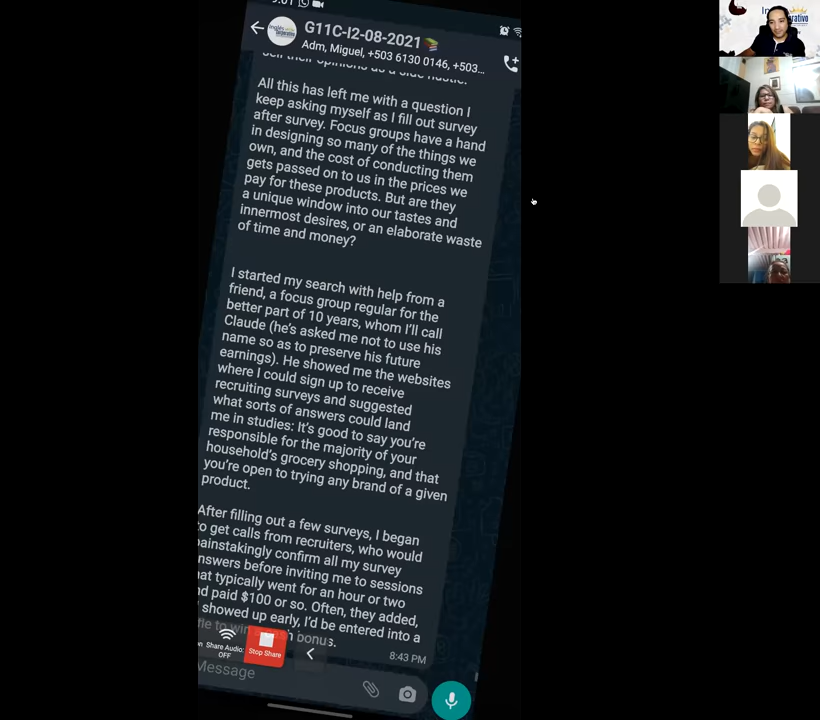 G11C-I2-08-2021
Adm, Miguel, +503 6130 0146, +503...
sell their opinions as a side hustle.
All this has left me with a question I
keep asking myself as I fill out survey
after survey. Focus groups have a hand
in designing so many of the things we
own, and the cost of conducting them
gets passed on to us in the prices we
pay for these products. But are they
a unique window into our tastes and
innermost desires, or an elaborate waste
of time and money?
I started my search with help from a
friend, a focus group regular for the
better part of 10 years, whom I'll call
Claude (he's asked me not to use his
name so as to preserve his future
earnings). He showed me the websites
where I could sign up to receive
recruiting surveys and suggested
what sorts of answers could land
me in studies: It's good to say you're
responsible for the majority of your
household's grocery shopping, and that
you're open to trying any brand of a given
product.
After filling out a few surveys, I began
to get calls from recruiters, who would
painstakingly confirm all my survey
answers before inviting me to sessions
that typically went for an hour or two
and paid $100 or so. Often, they added,
showed up early, I'd be entered into a
to win bonus.
8:43 PM
Share Audio:
OFF
Stop Share
Message